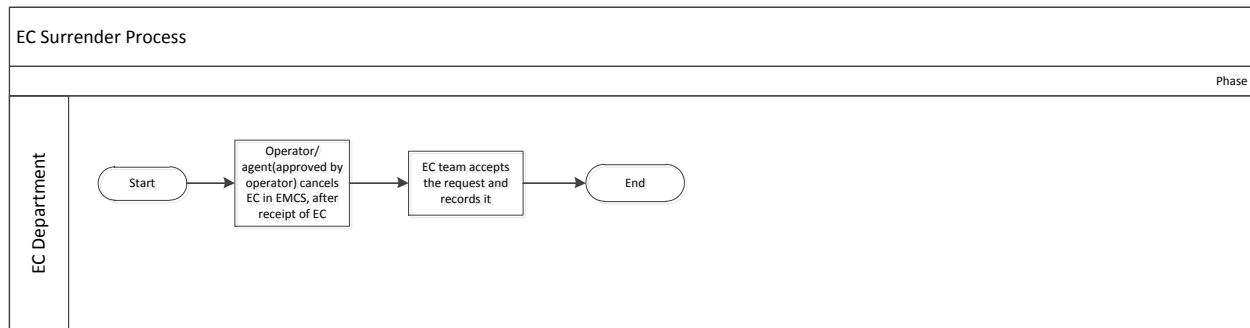 EC Surrender Process
Phase
EC Department
Start
Operator/
agent(approved by
operator) cancels
EC in EMCS, after
receipt of EC
EC team accepts
the request and
records it
End